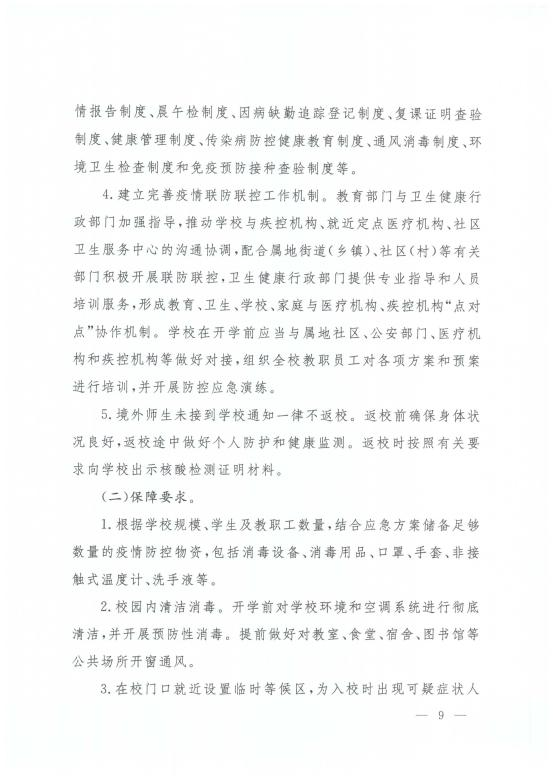 情报告制度、晨午检制度、因病缺勤追踪登记制度、复课证明查验
制度、健康管理制度、传染病防控健康教育制度、通风消毒制度、环
境卫生检查制度和免疫预防接种查验制度等。
4.建立完善疫情联防联控工作机制。教育部门与卫生健康行
政部门加强指导,推动学校与疾控机构、就近定点医疗机构、社区
卫生服务中心的沟通协调,配合属地街道(乡镇)、社区(村)等有关
部门积极开展联防联控,卫生健康行政部门提供专业指导和人员
培训服务,形成教育、卫生、学校、家庭与医疗机构、疾控机构“点对
点”协作机制。学校在开学前应当与属地社区、公安部门、医疗机
构和疾控机构等做好对接,组织全校教职员工对各项方案和预案
进行培训,并开展防控应急演练。
5.境外师生未接到学校通知一律不返校。返校前确保身体状
况良好,返校途中做好个人防护和健康监测。返校时按照有关要
求向学校出示核酸检测证明材料。
(二)保障要求。
1.根据学校规模、学生及教职工数量,结合应急方案储备足够
数量的疫情防控物资,包括消毒设备、消毒用品、口罩、手套、非接
触式温度计、洗手液等。
2.校园内清洁消毒。开学前对学校环境和空调系统进行彻底
清洁,并开展预防性消毒。提前做好对教室、食堂、宿舍、图书馆等
公共场所开窗通风。
3.在校门口就近设置临时等候区,为入校时出现可疑症状人
— 9 —